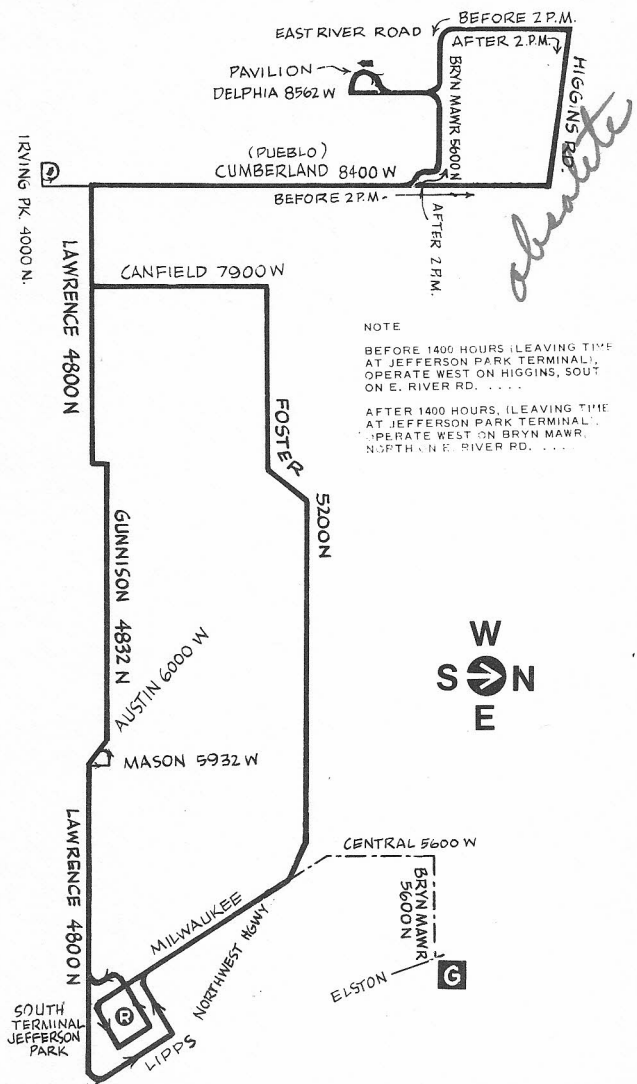 BEFORE 2 P.M.
EAST RIVER ROAD
AFTER 2 P.M.
PAVILION
DELPHIA 8562 W
BRYN MAWR 5600 N
HIGGINS RD.
obsolete
(PUEBLO)
CUMBERLAND 8400 W
IRVING PK. 4000 N.
BEFORE 2 P.M.
AFTER 2 P.M.
CANFIELD 7900 W
LAWRENCE 4800 N
NOTE
BEFORE 1400 HOURS (LEAVING TIME
AT JEFFERSON PARK TERMINAL),
OPERATE WEST ON HIGGINS, SOUT
ON E. RIVER RD. . . . .
AFTER 1400 HOURS, (LEAVING TIME
AT JEFFERSON PARK TERMINAL),
OPERATE WEST ON BRYN MAWR,
NORTH ON E. RIVER RD. . . . .
FOSTER
5200N
GUNNISON 4832 N
AUSTIN 6000 W
W
S N
E
MASON 5932 W
CENTRAL 5600 W
BRYN MAWR
5600N
LAWRENCE 4800 N
MILWAUKEE
NORTHWEST HGWY
ELSTON
G
R
SOUTH
TERMINAL
JEFFERSON
PARK
LIPPS